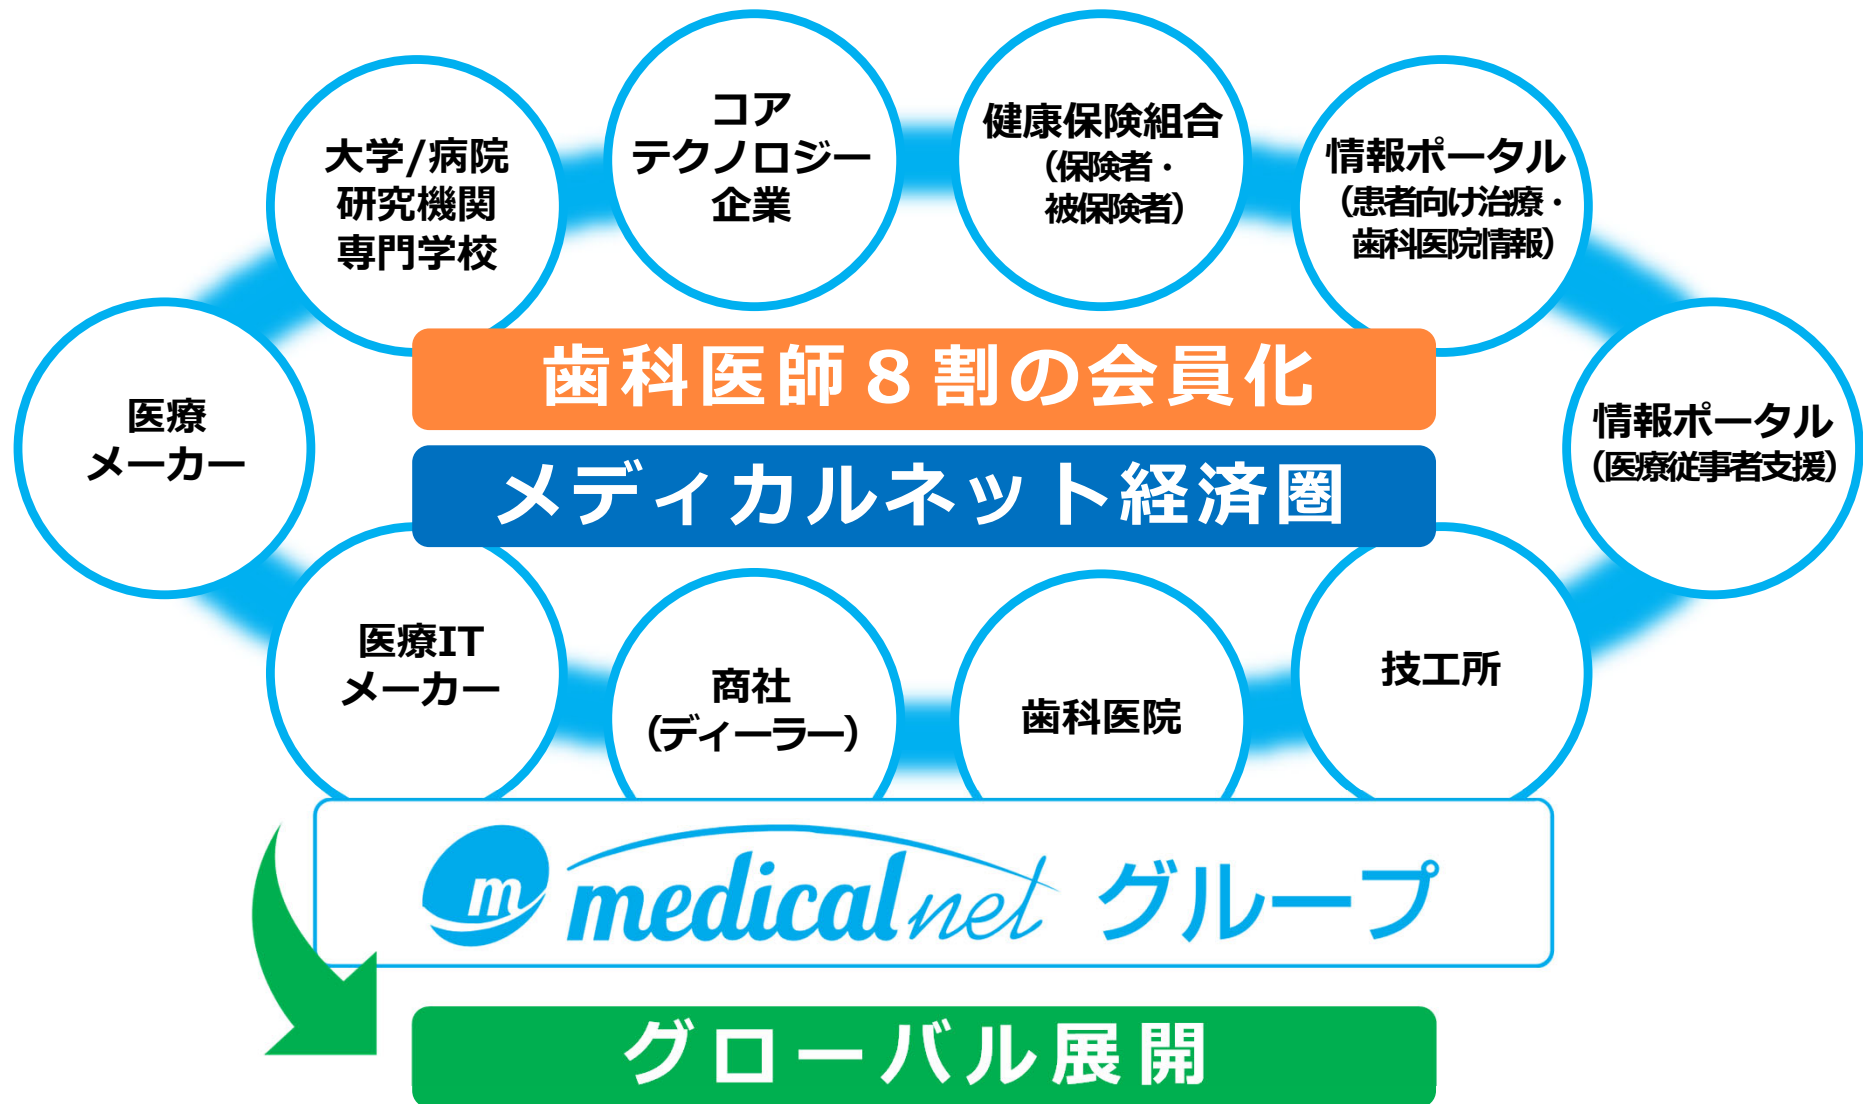 コア
テクノロジー
企業
健康保険組合
（保険者・
被保険者）
大学/病院
研究機関
専門学校
情報ポータル
（患者向け治療・
歯科医院情報）
歯科医師８割の会員化
医療
メーカー
情報ポータル
（医療従事者支援）
メディカルネット経済圏
医療IT
メーカー
商社
（ディーラー）
歯科医院
技工所
m medicalnet グループ
グローバル展開